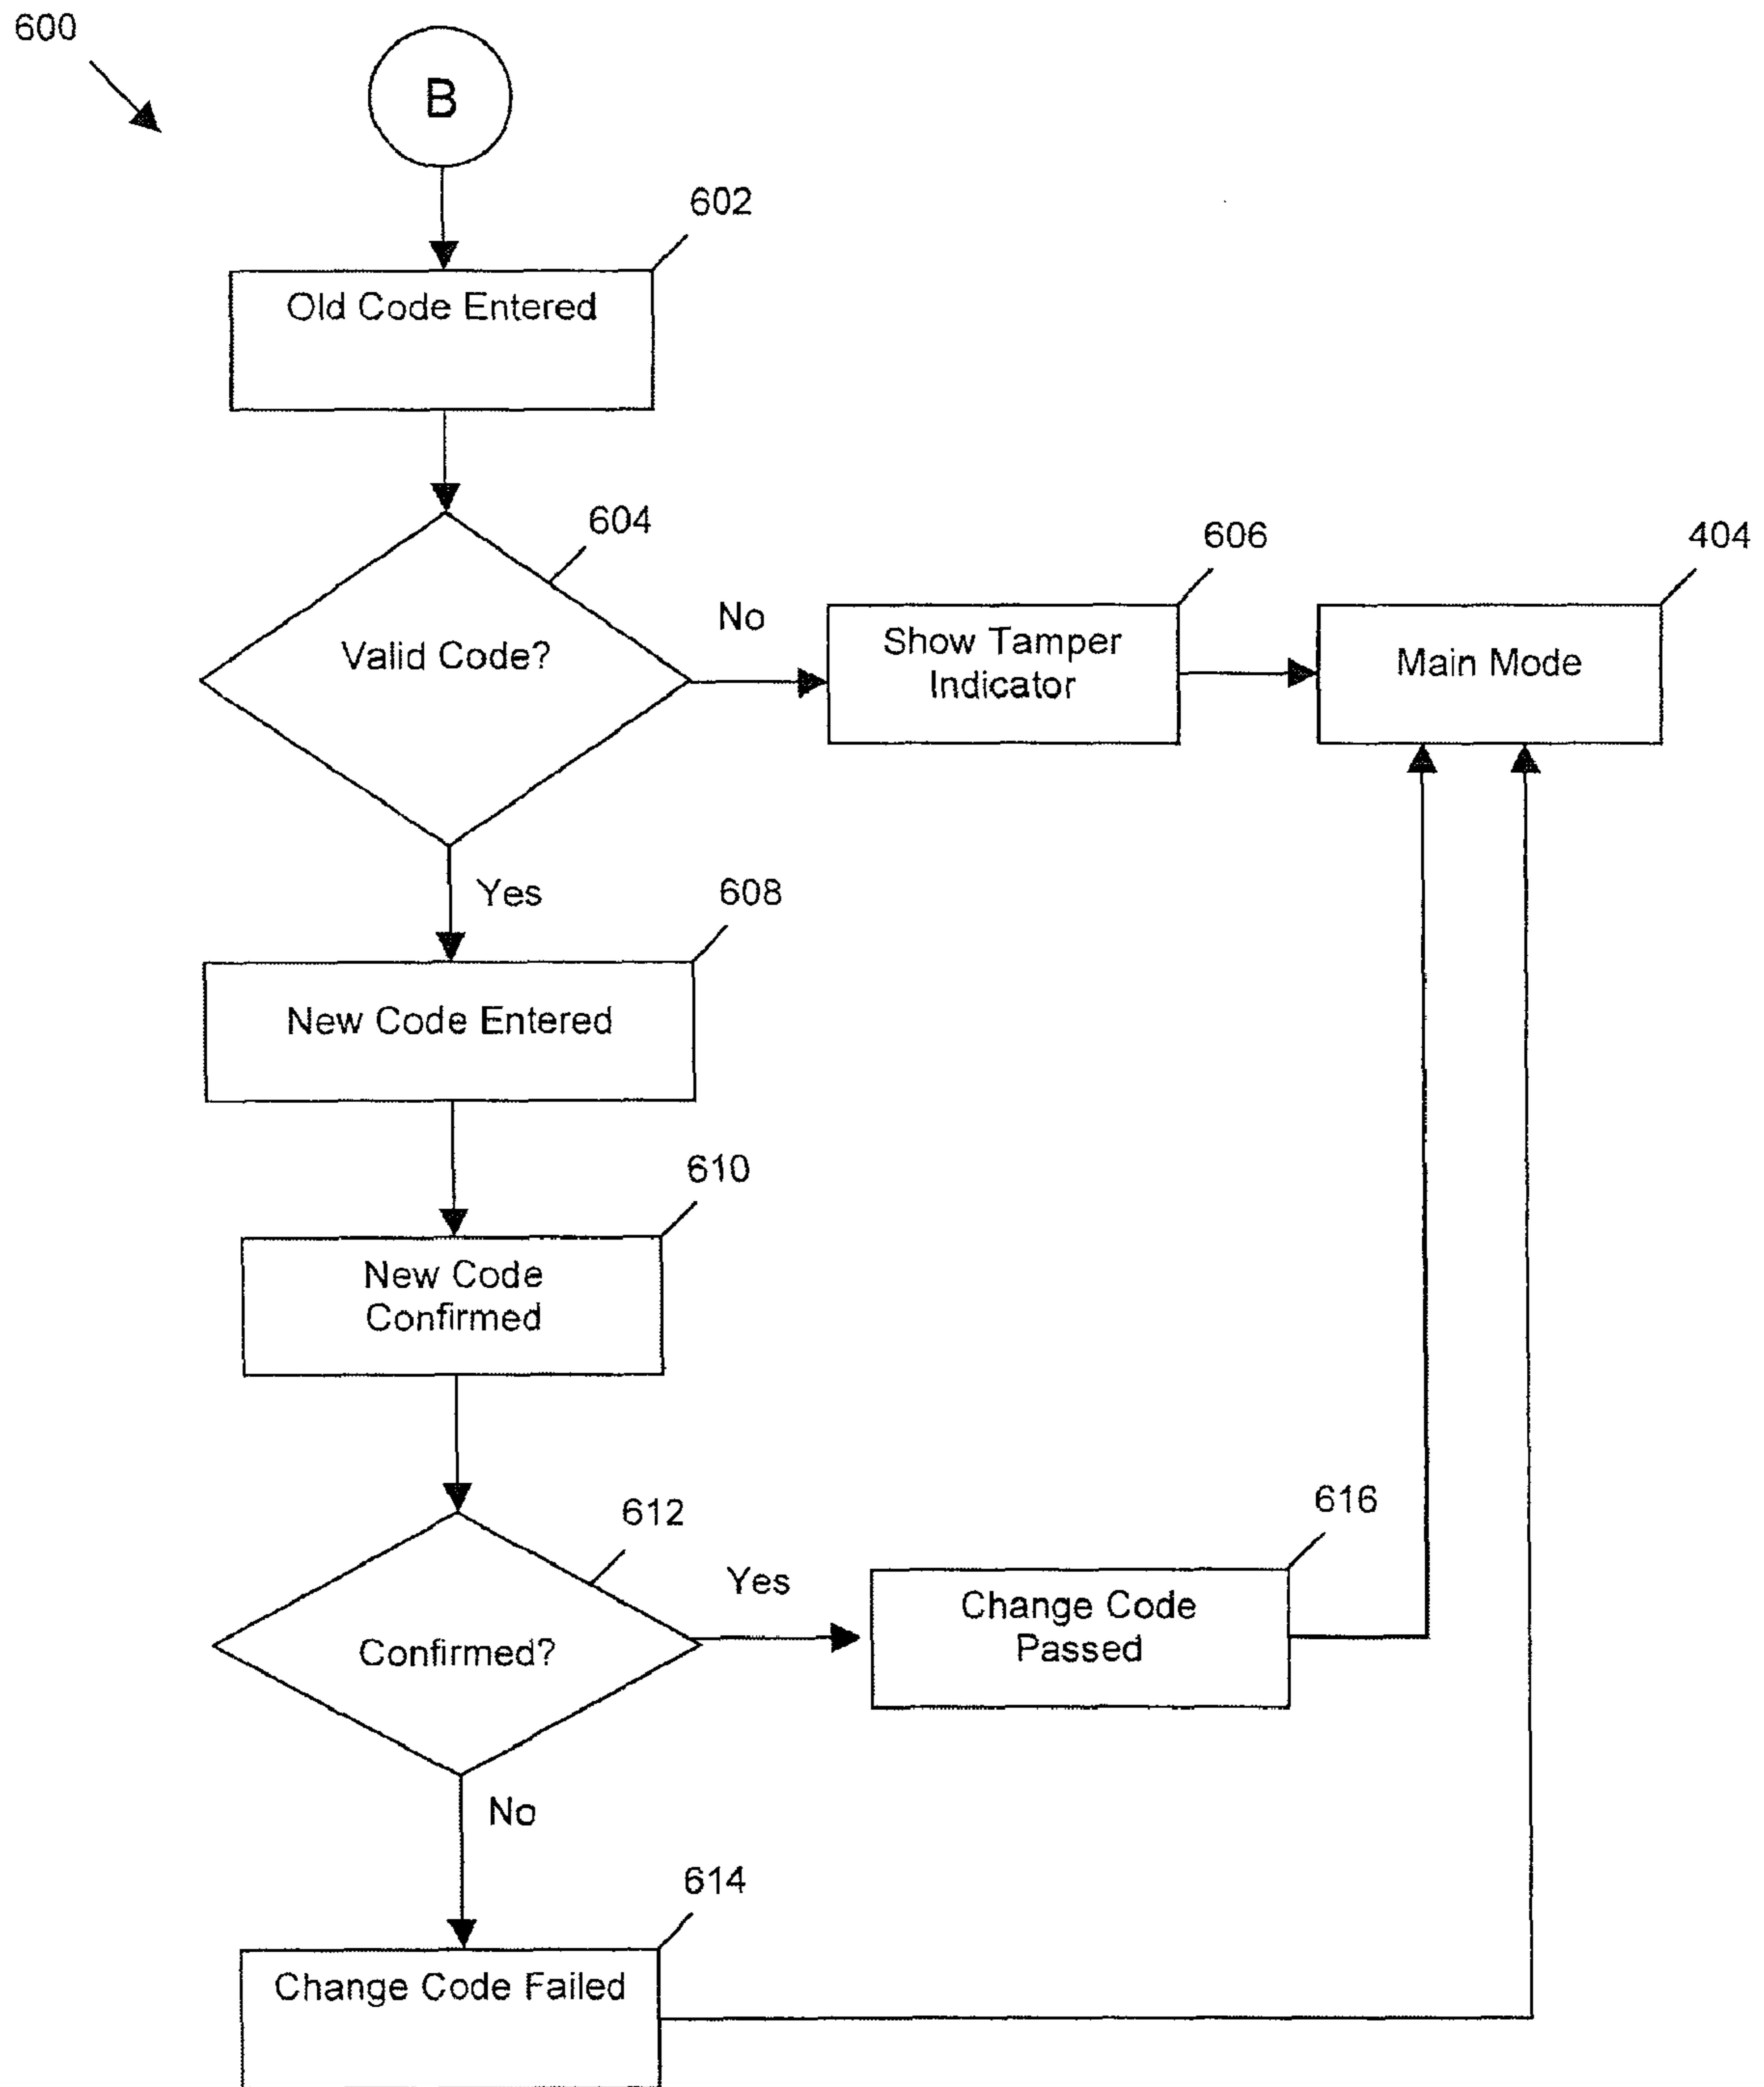 600
B
602
Old Code Entered
604
Valid Code?
No
606
Show Tamper
Indicator
404
Main Mode
Yes
608
New Code Entered
610
New Code
Confirmed
612
Confirmed?
Yes
616
Change Code
Passed
No
614
Change Code Failed